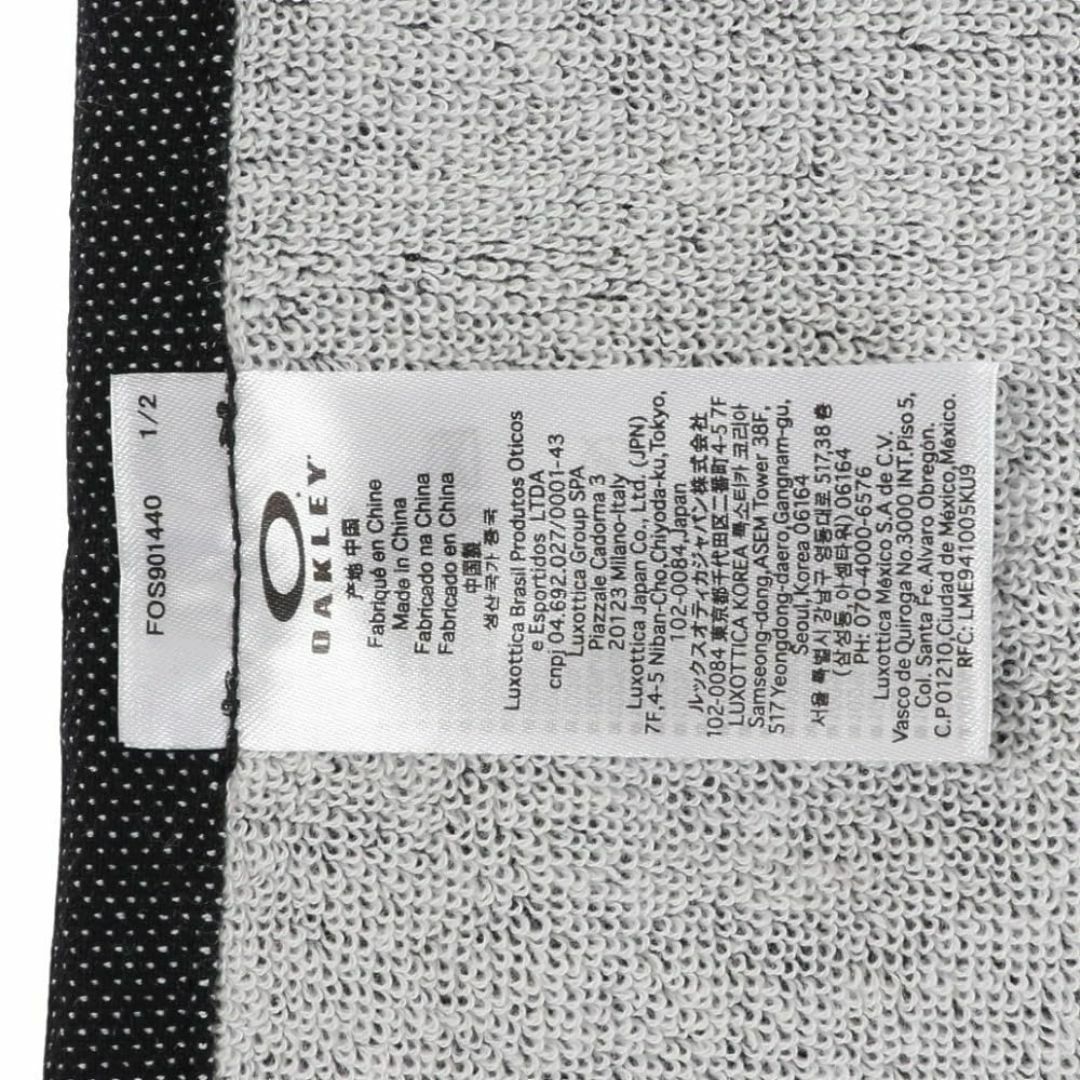 FOS901440 1/2
OAKLEY
产地 中国
Fabriqué en Chine
Made in China
Fabricado na China
Fabricado en China
中国製
생산국가 중국
Luxottica Brasil Produtos Oticos
e Esportidos LTDA
cnpj 04.692.027/0001-43
Luxottica Group SPA
Piazzale Cadorna 3
20123 Milano-Italy
Luxottica Japan Co., Ltd. (JPN)
7F,4-5 Niban-Cho,Chiyoda-ku,Tokyo,
102-0084,Japan
ルックスオティカジャパン株式会社
102-0084 東京都千代田区二番町4-5 7F
LUXOTTICA KOREA 룩소티카 코리아
Samseong-dong,ASEM Tower 38F,
517 Yeongdong-daero,Gangnam-gu,
Seoul, Korea 06164
서울 특별시 강남구 영동대로 517,38 층
(삼성동, 아셈타워) 06164
PH: 070-4000-6576
Luxottica México S.A de C.V.
Vasco de Quiroga No.3000 INT.Piso 5,
Col. Santa Fe. Alvaro Obregón.
C.P 01210,Ciudad de México,México.
RFC: LME941005KU9